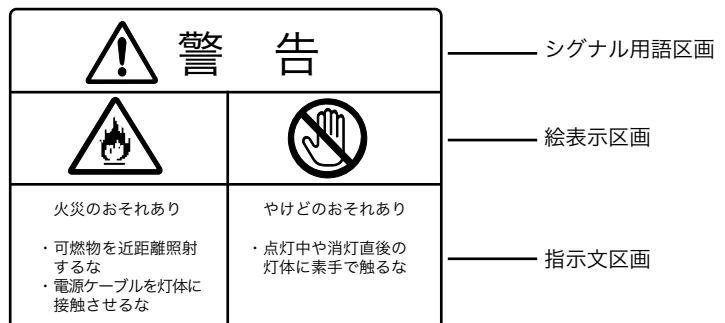 警 告
シグナル用語区画
絵表示区画
火災のおそれあり
・可燃物を近距離照射
するな
・電源ケーブルを灯体に
接触させるな
やけどのおそれあり
・点灯中や消灯直後の
灯体に素手で触るな
指示文区画